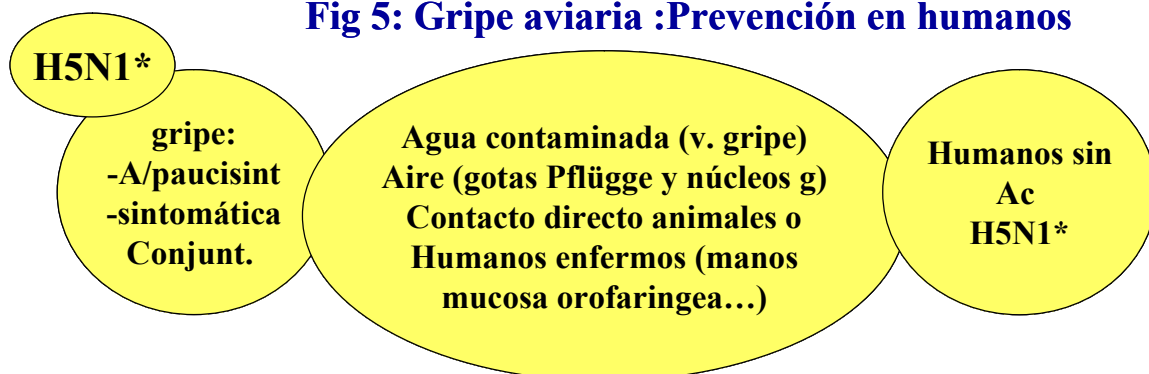 Fig 5: Gripe aviaria :Prevención en humanos
H5N1*
gripe:
-A/paucisint
-sintomática
Conjunt.
Agua contaminada (v. gripe)
Aire (gotas Pflügge y núcleos g)
Contacto directo animales o
Humanos enfermos (manos
mucosa orofaringea…)
Humanos sin
Ac
H5N1*